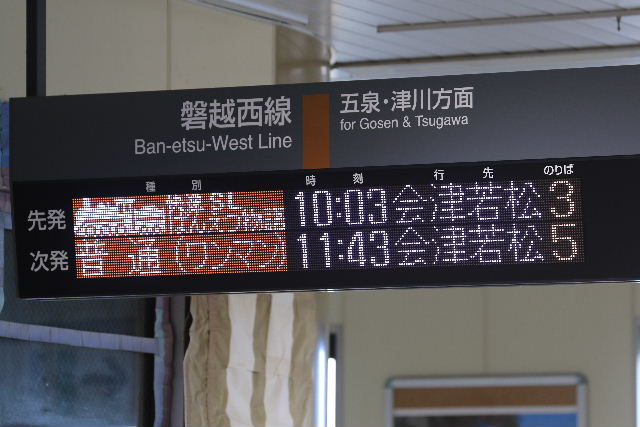 磐越西線
Ban-etsu-West Line
五泉・津川方面
for Gosen & Tsugawa
種別 時刻 行先 のりば
先発 10:03 会津若松 3
次発 普通(ワンマン) 11:43 会津若松 5